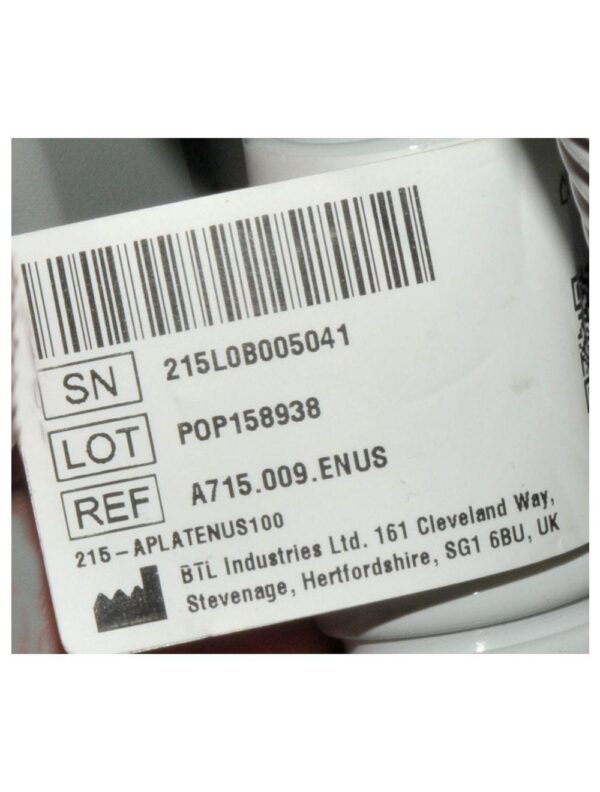 SN 215L0B005041
LOT POP158938
REF A715.009.ENUS
215-APLATENUS100
BTL Industries Ltd. 161 Cleveland Way,
Stevenage, Hertfordshire, SG1 6BU, UK